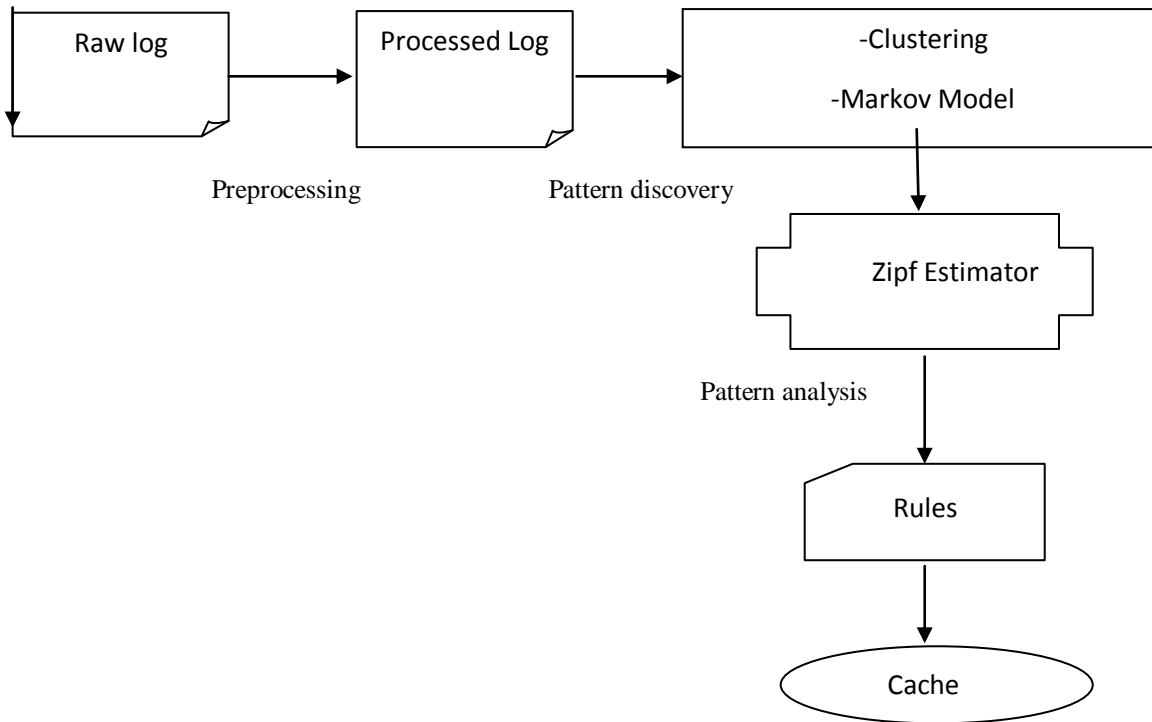 Raw log
Processed Log
-Clustering
-Markov Model
Preprocessing
Pattern discovery
Zipf Estimator
Pattern analysis
Rules
Cache